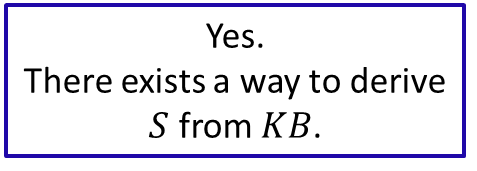 Yes.
There exists a way to derive
S from KB.